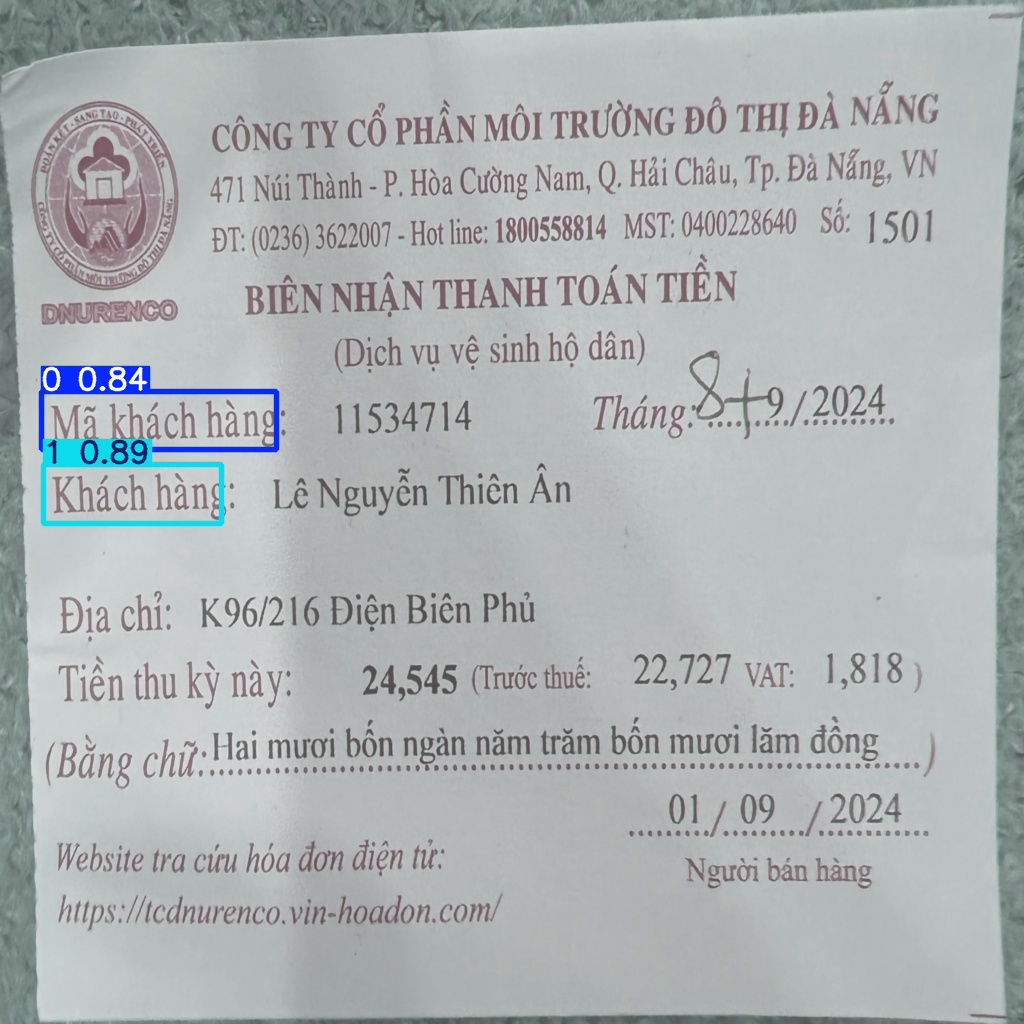 ĐOÀN KẾT - SÁNG TẠO - PHÁT TRIỂN
CÔNG TY CỔ PHẦN MÔI TRƯỜNG ĐÔ THỊ ĐÀ NẴNG
DNURENCO
CÔNG TY CỔ PHẦN MÔI TRƯỜNG ĐÔ THỊ ĐÀ NẴNG
471 Núi Thành - P. Hòa Cường Nam, Q. Hải Châu, Tp. Đà Nẵng, VN
ĐT: (0236) 3622007 - Hot line: 1800558814 MST: 0400228640 Số: 1501
BIÊN NHẬN THANH TOÁN TIỀN
(Dịch vụ vệ sinh hộ dân)
0 0.84
Mã khách hàng: 11534714 Tháng: 8+9/2024
1 0.89
Khách hàng: Lê Nguyễn Thiên Ân
Địa chỉ: K96/216 Điện Biên Phủ
Tiền thu kỳ này: 24,545 (Trước thuế: 22,727 VAT: 1,818 )
(Bằng chữ: Hai mươi bốn ngàn năm trăm bốn mươi lăm đồng )
01 / 09 / 2024
Website tra cứu hóa đơn điện tử:
Người bán hàng
https://tcdnurenco.vin-hoadon.com/